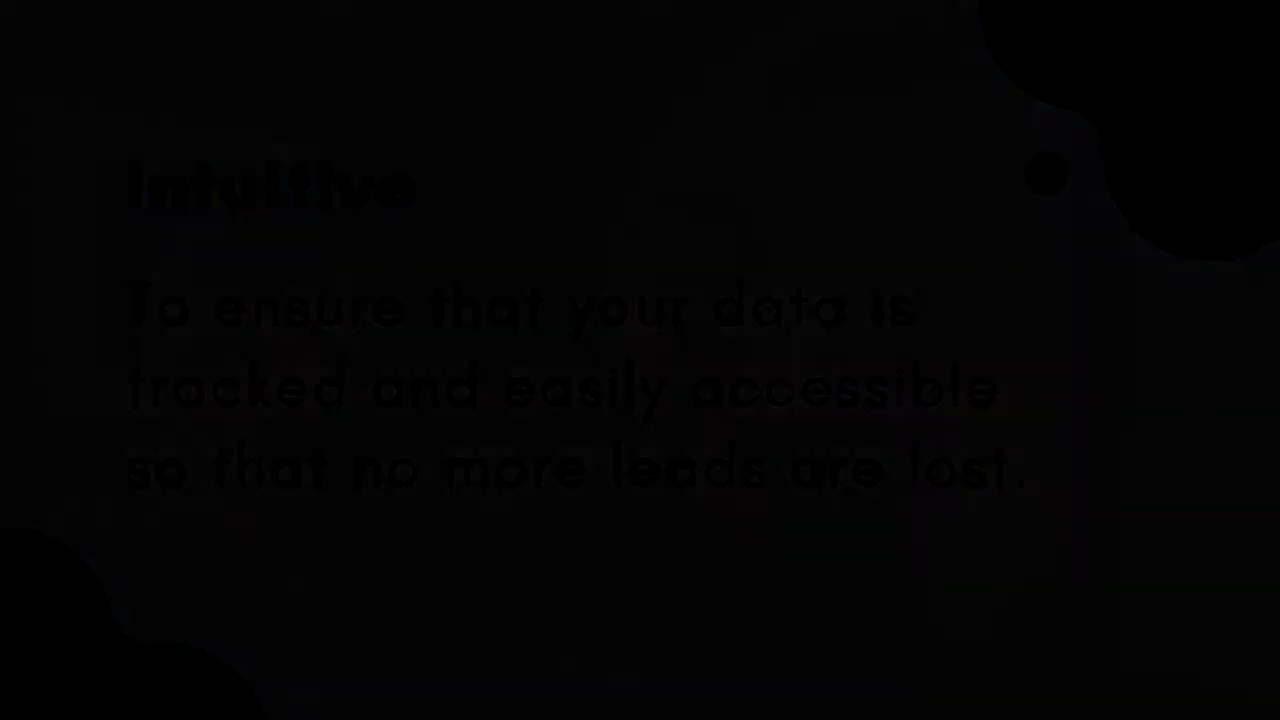 Intuitive
To ensure that your data is
tracked and easily accessible
so that no more leads are lost.